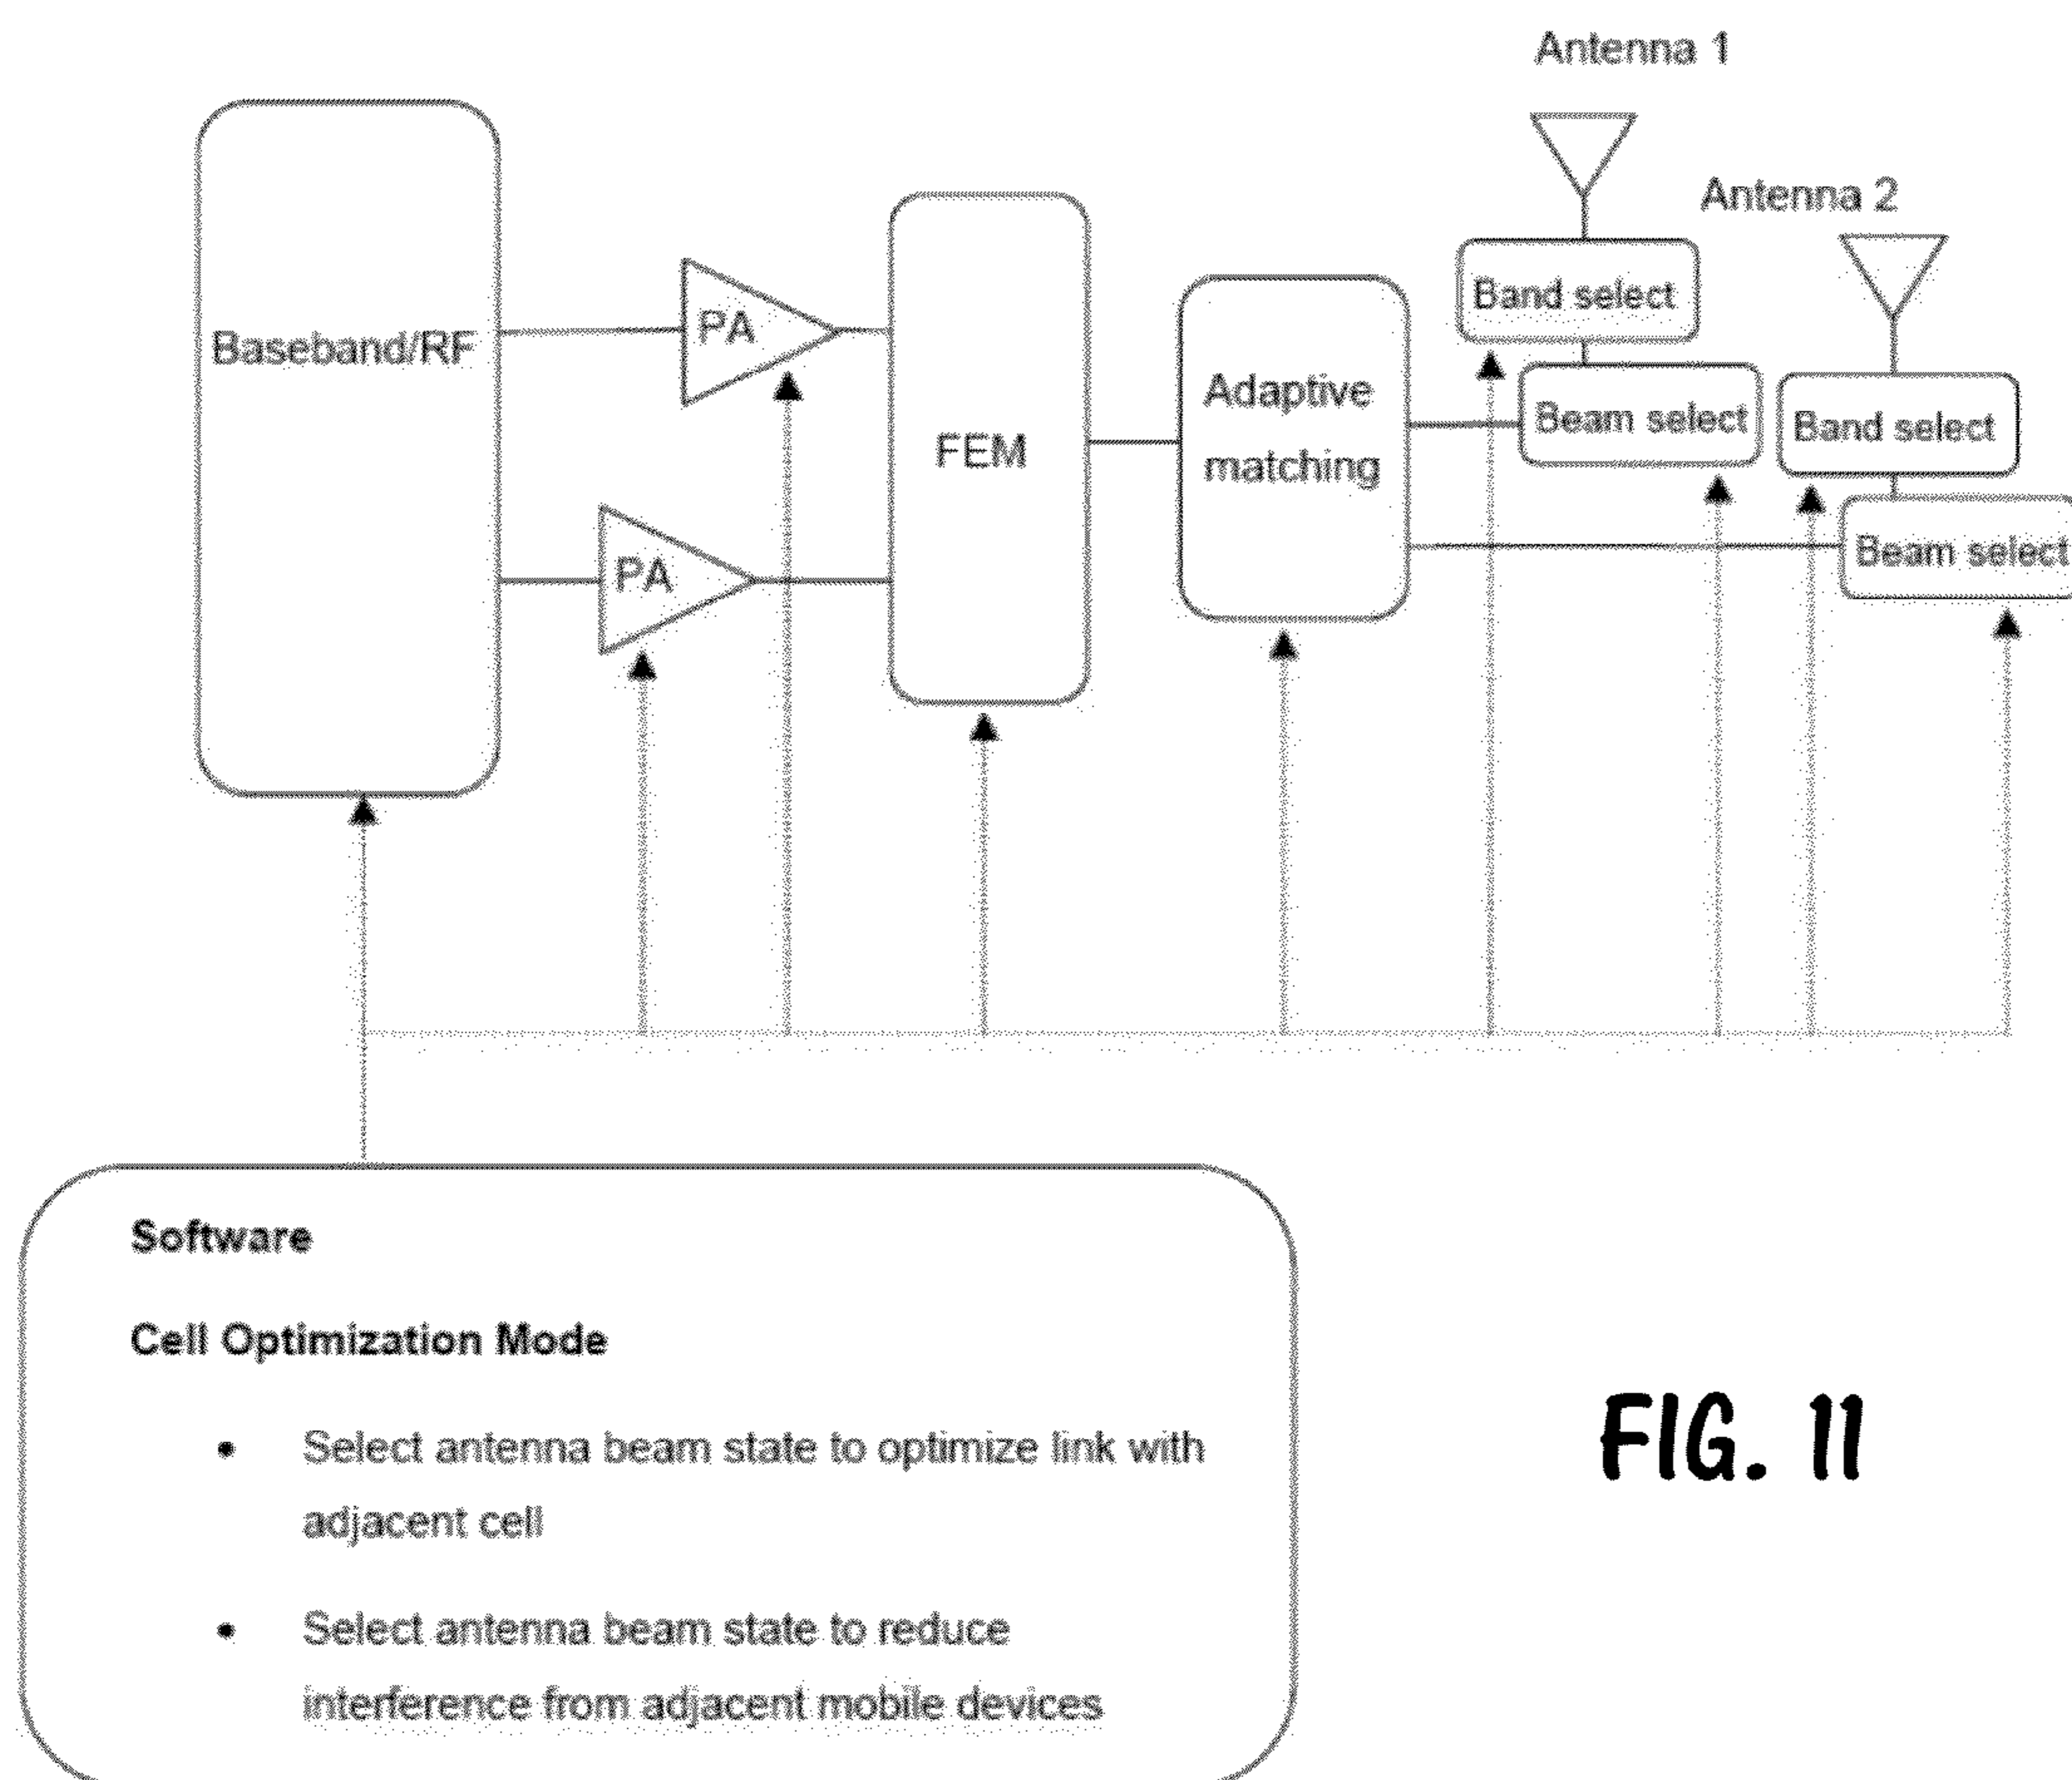 Antenna 1
Antenna 2
Baseband/RF
PA
PA
FEM
Adaptive
matching
Band select
Beam select
Band select
Beam select
Software
Cell Optimization Mode
• Select antenna beam state to optimize link with
adjacent cell
• Select antenna beam state to reduce
interference from adjacent mobile devices
FIG. 11